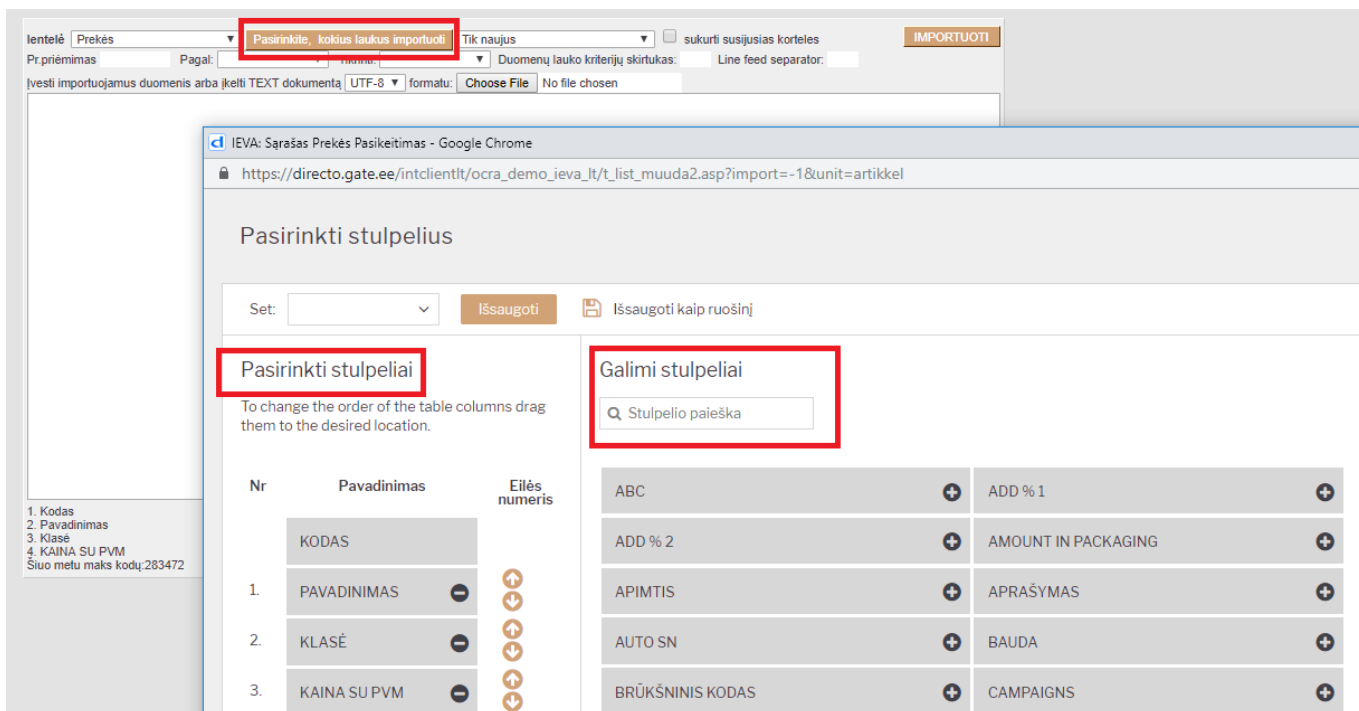 lentelė Prekės Pasirinkite, kokius laukus importuoti Tik naujus sukurti susijusias korteles IMPORTUOTI
Pr.priėmimas Pagal: Duomenų lauko kriterijų skirtukas: Line feed separator:
Įvesti importuojamus duomenis arba įkelti TEXT dokumentą UTF-8 formatu: Choose File No file chosen
IEVA: Sąrašas Prekės Pasikeitimas - Google Chrome
https://directo.gate.ee/intclientlt/ocra_demo_ieva_lt/t_list_muuda2.asp?import=-1&unit=artikkel
Pasirinkti stulpelius
Set: Išsaugoti Išsaugoti kaip ruošinį
Pasirinkti stulpeliai
To change the order of the table columns drag
them to the desired location.
Nr Pavadinimas Eilės
numeris
KODAS
1. PAVADINIMAS
2. KLASĖ
3. KAINA SU PVM
Galimi stulpeliai
Stulpelio paieška
ABC ADD % 1
ADD % 2 AMOUNT IN PACKAGING
APIMTIS APRAŠYMAS
AUTO SN BAUDA
BRŪKŠNINIS KODAS CAMPAIGNS
1. Kodas
2. Pavadinimas
3. Klasė
4. KAINA SU PVM
Šiuo metu maks kodų:283472